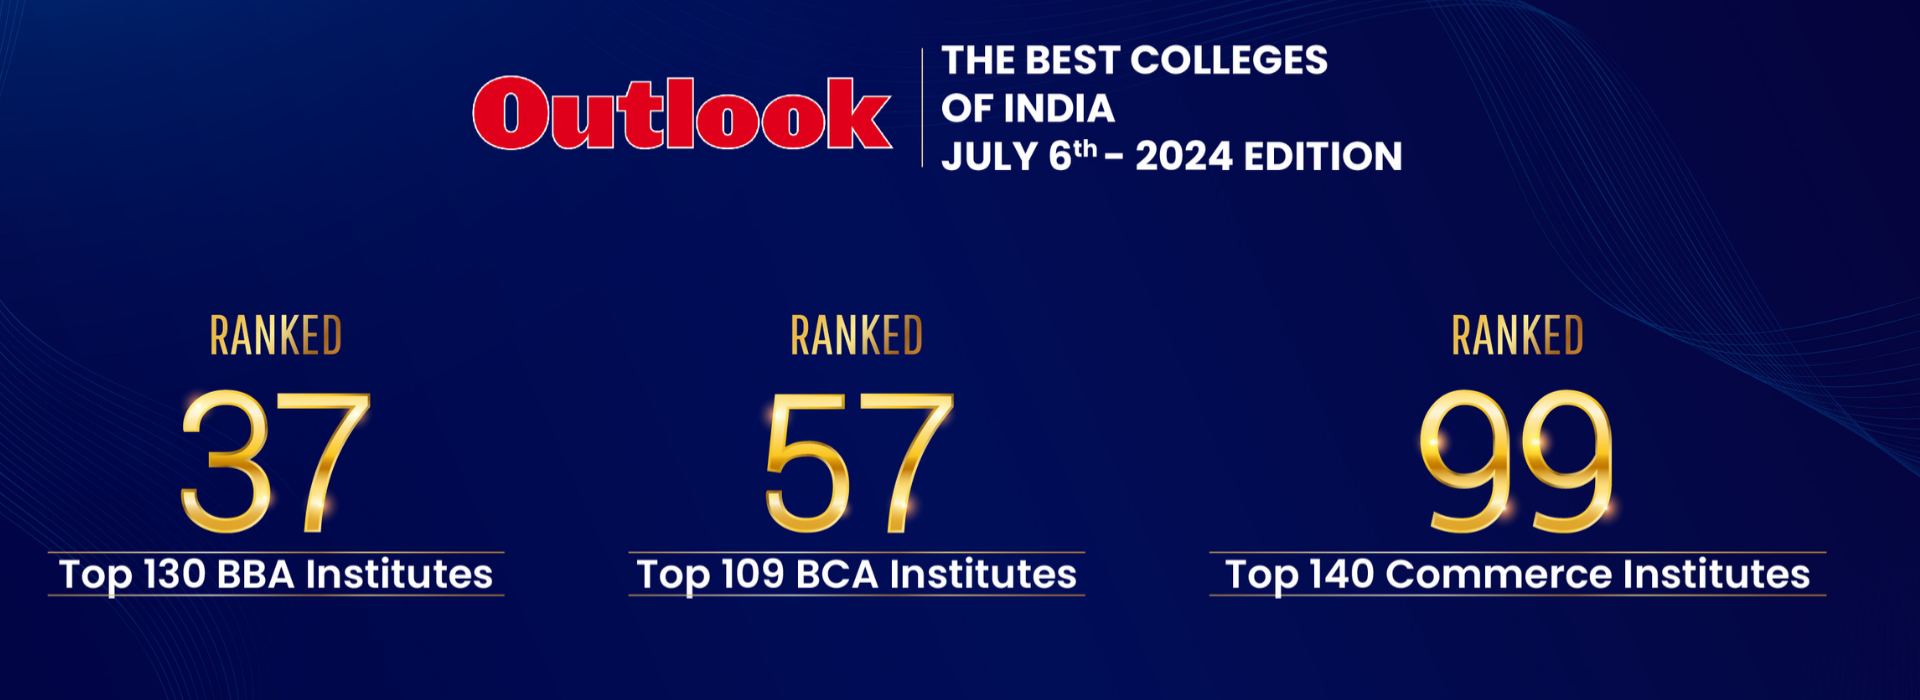 Outlook
THE BEST COLLEGES
OF INDIA
JULY 6th - 2024 EDITION
RANKED
37
Top 130 BBA Institutes
RANKED
57
Top 109 BCA Institutes
RANKED
99
Top 140 Commerce Institutes